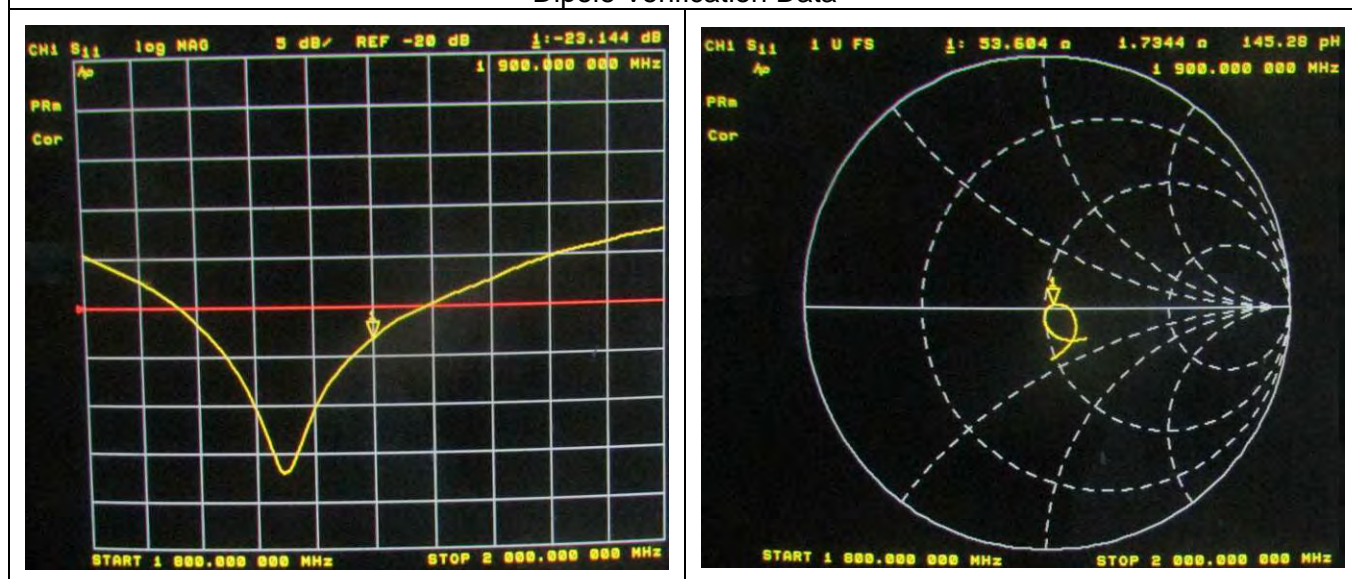 Dipole Verification Data
CH1 S11 log MAG 5 dB/ REF -20 dB 1:-23.144 dB
hp 1 900.000 000 MHz
PRm
Cor
START 1 800.000 000 MHz STOP 2 000.000 000 MHz
CH1 S11 1 U FS 1: 53.604 Ω 1.7344 Ω 145.28 pH
hp 1 900.000 000 MHz
PRm
Cor
1
START 1 800.000 000 MHz STOP 2 000.000 000 MHz